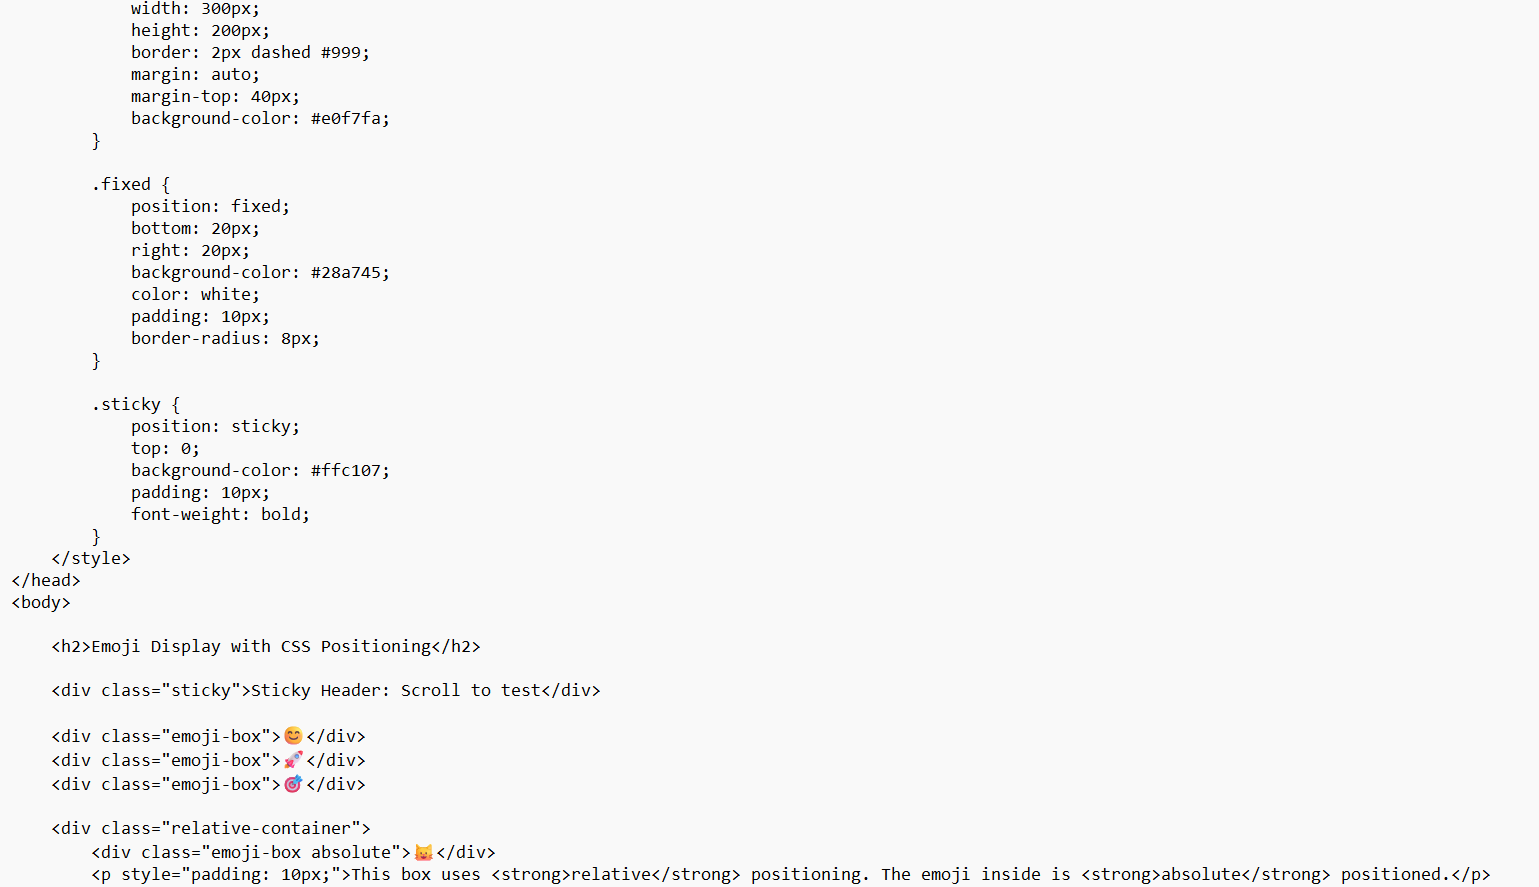 width: 300px;
            height: 200px;
            border: 2px dashed #999;
            margin: auto;
            margin-top: 40px;
            background-color: #e0f7fa;
        }

        .fixed {
            position: fixed;
            bottom: 20px;
            right: 20px;
            background-color: #28a745;
            color: white;
            padding: 10px;
            border-radius: 8px;
        }

        .sticky {
            position: sticky;
            top: 0;
            background-color: #ffc107;
            padding: 10px;
            font-weight: bold;
        }
    </style>
</head>
<body>

    <h2>Emoji Display with CSS Positioning</h2>

    <div class="sticky">Sticky Header: Scroll to test</div>

    <div class="emoji-box">😊</div>
    <div class="emoji-box">🚀</div>
    <div class="emoji-box">🎯</div>

    <div class="relative-container">
        <div class="emoji-box absolute">🐱</div>
        <p style="padding: 10px;">This box uses <strong>relative</strong> positioning. The emoji inside is <strong>absolute</strong> positioned.</p>